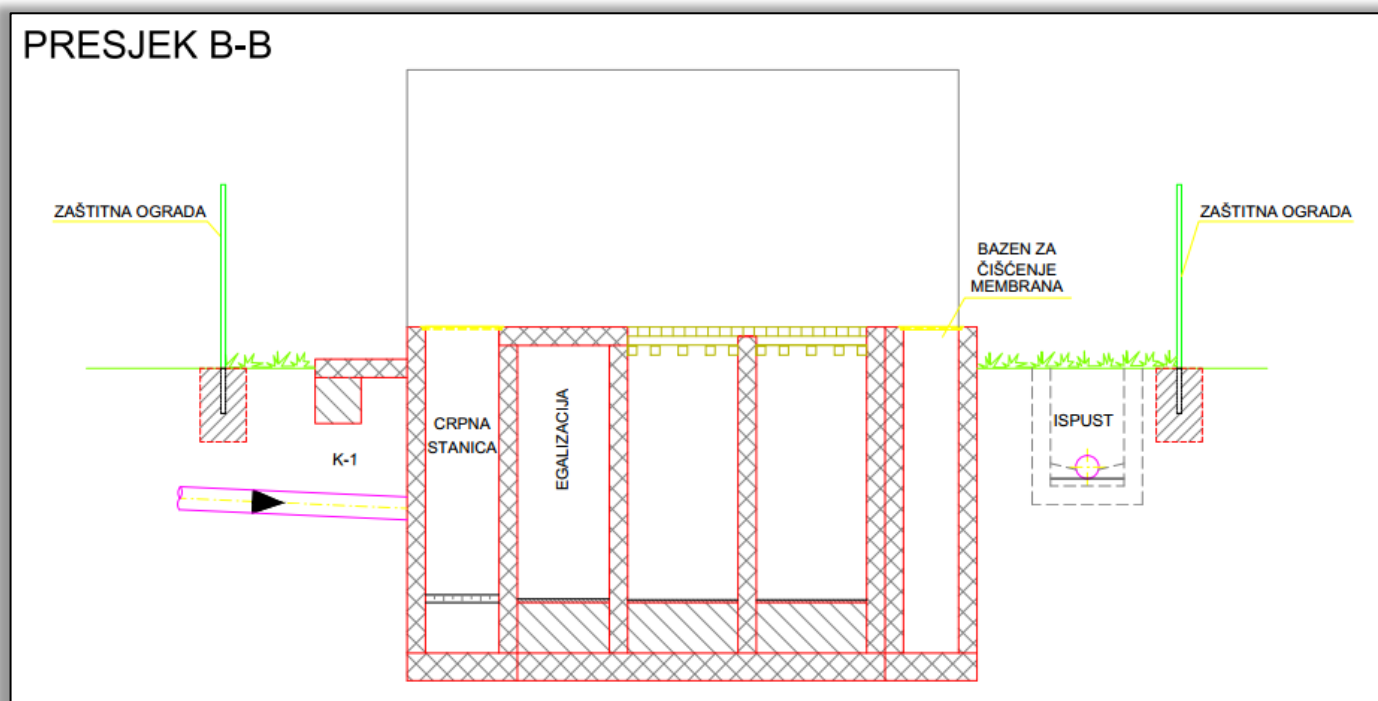 PRESJEK B-B
ZAŠTITNA OGRADA
ZAŠTITNA OGRADA
BAZEN ZA
ČIŠĆENJE
MEMBRANA
CRPNA
STANICA
EGALIZACIJA
ISPUST
K-1